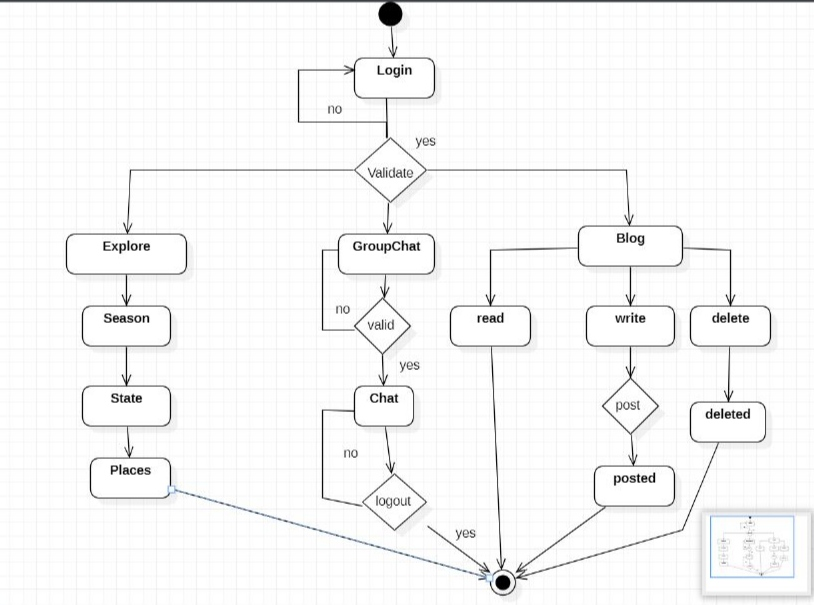 Login
no
yes
Validate
Explore
GroupChat
Blog
Season
no
valid
read
write
delete
yes
State
Chat
post
deleted
no
Places
logout
posted
yes